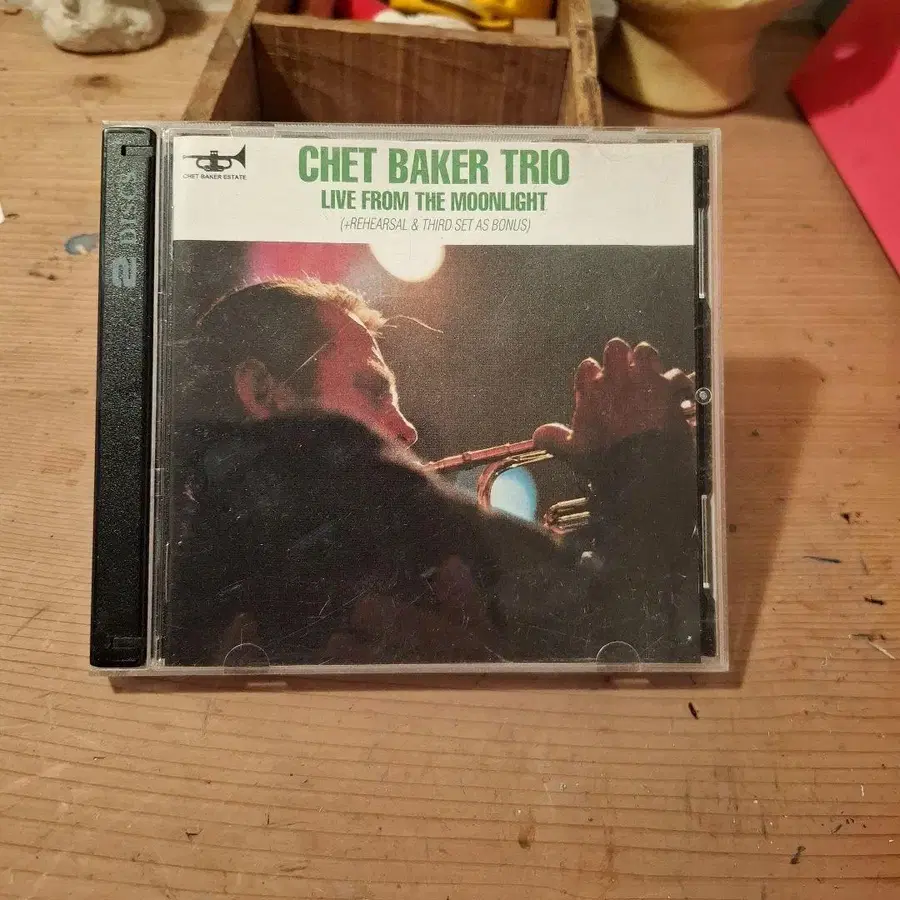 CHET BAKER TRIO
LIVE FROM THE MOONLIGHT
(+REHEARSAL & THIRD SET AS BONUS)
CHET BAKER ESTATE
2 DISCS